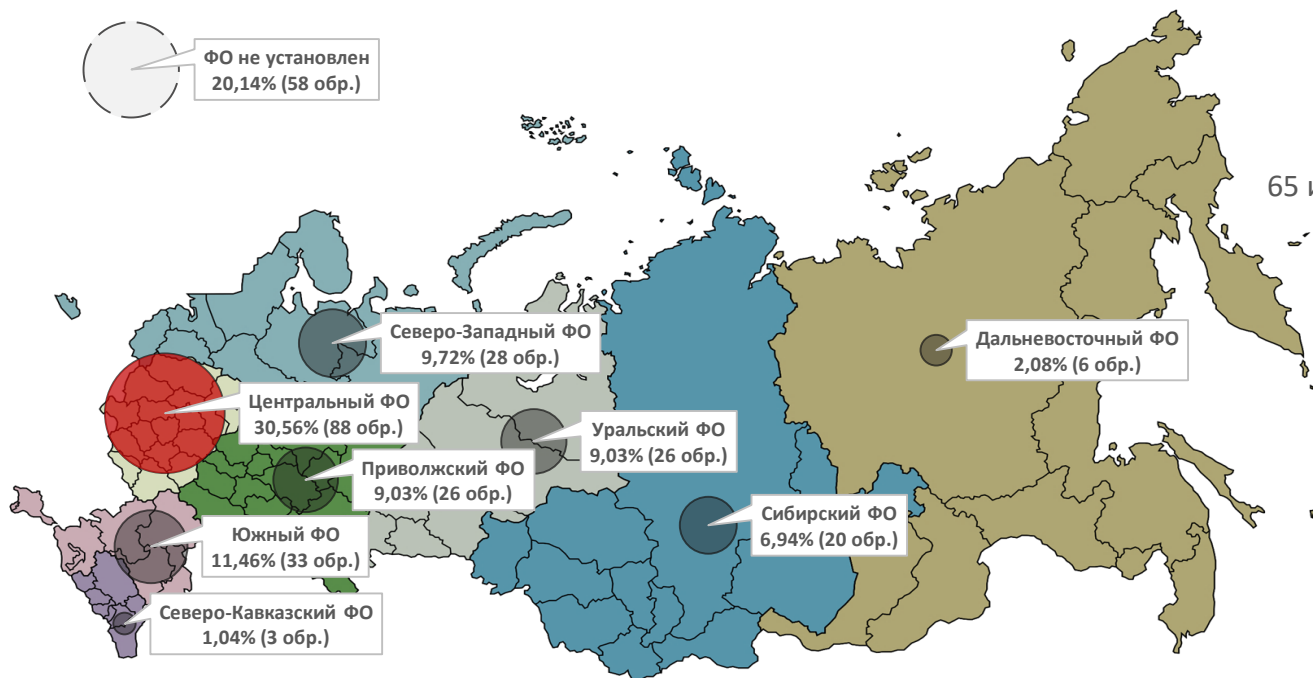 ФО не установлен
20,14% (58 обр.)
65 и
Северо-Западный ФО
9,72% (28 обр.)
Дальневосточный ФО
2,08% (6 обр.)
Центральный ФО
30,56% (88 обр.)
Уральский ФО
9,03% (26 обр.)
Приволжский ФО
9,03% (26 обр.)
Сибирский ФО
6,94% (20 обр.)
Южный ФО
11,46% (33 обр.)
Северо-Кавказский ФО
1,04% (3 обр.)